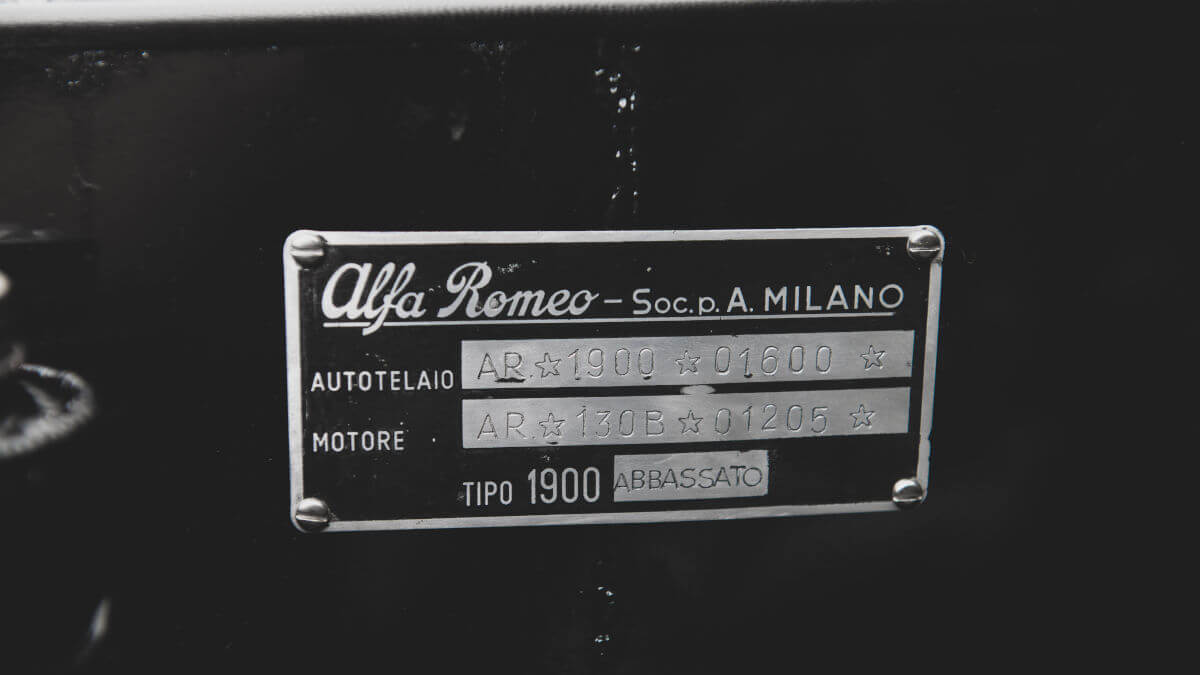 Alfa Romeo – Soc.p.A. MILANO
AUTOTELAIO AR.☆1900 ☆01600 ☆
MOTORE AR.☆130B☆01205 ☆
TIPO 1900 ABBASSATO